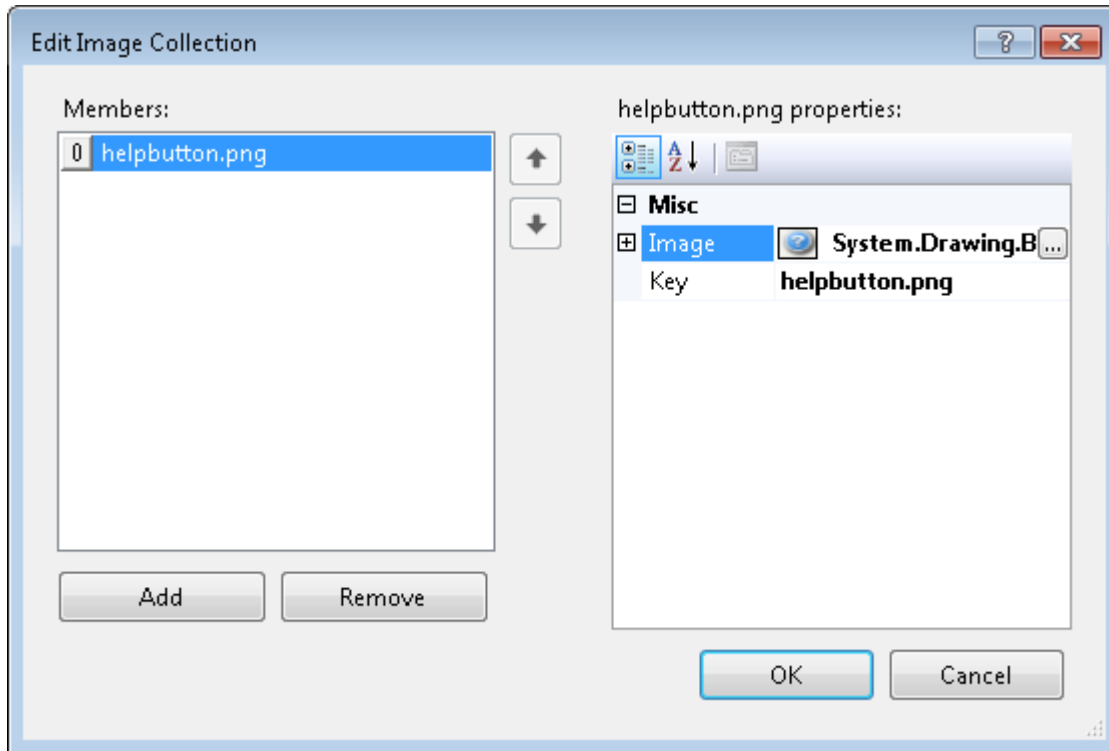 Edit Image Collection
Members:
0 helpbutton.png
Add
Remove
helpbutton.png properties:
Misc
Image System.Drawing.B...
Key helpbutton.png
OK
Cancel